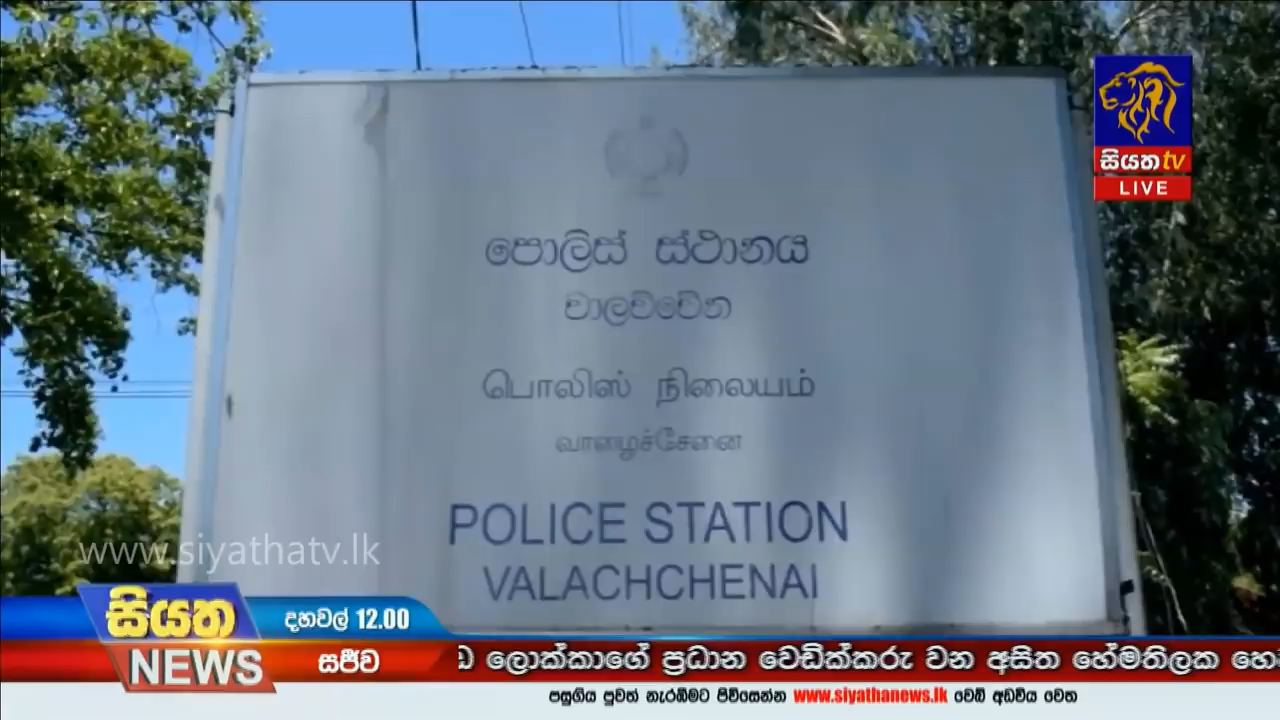 සියත tv
LIVE
පොලිස් ස්ථානය
වාලච්චේන
பொலிஸ் நிலையம்
வாழைச்சேனை
POLICE STATION
VALACHCHENAI
www.siyathatv.lk
සියත
NEWS
දහවල් 12.00
සජීව
ඩ ලොක්කාගේ ප්‍රධාන වෙඩික්කරු වන අසිත හේමතිලක හෙ
පසුගිය පුවත් නැරඹීමට පිවිසෙන්න www.siyathanews.lk වෙබ් අඩවිය වෙත